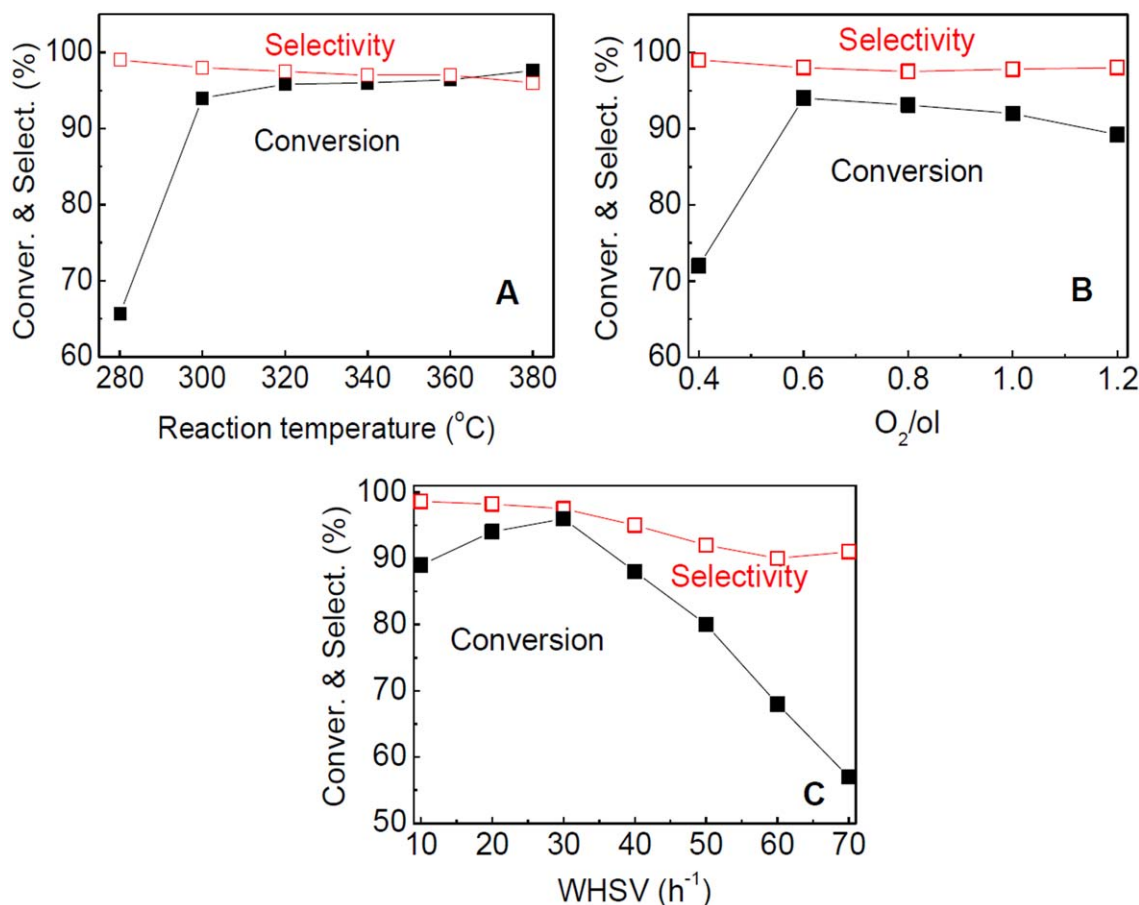 Conver. & Select. (%)
100
90
80
70
60
Selectivity
Conversion
A
280 300 320 340 360 380
Reaction temperature (°C)
Conver. & Select. (%)
100
90
80
70
60
Selectivity
Conversion
B
0.4 0.6 0.8 1.0 1.2
O₂/ol
Conver. & Select. (%)
100
90
80
70
60
50
Selectivity
Conversion
C
10 20 30 40 50 60 70
WHSV (h⁻¹)